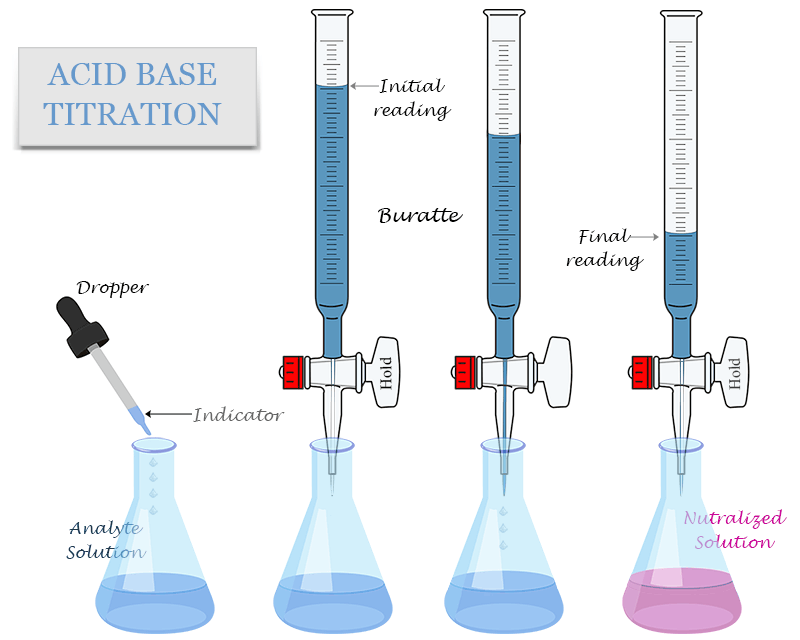 ACID BASE
TITRATION
Initial
reading
Buratte
Final
reading
Dropper
Indicator
Hold
Hold
Analyte
Solution
Nutralized
Solution